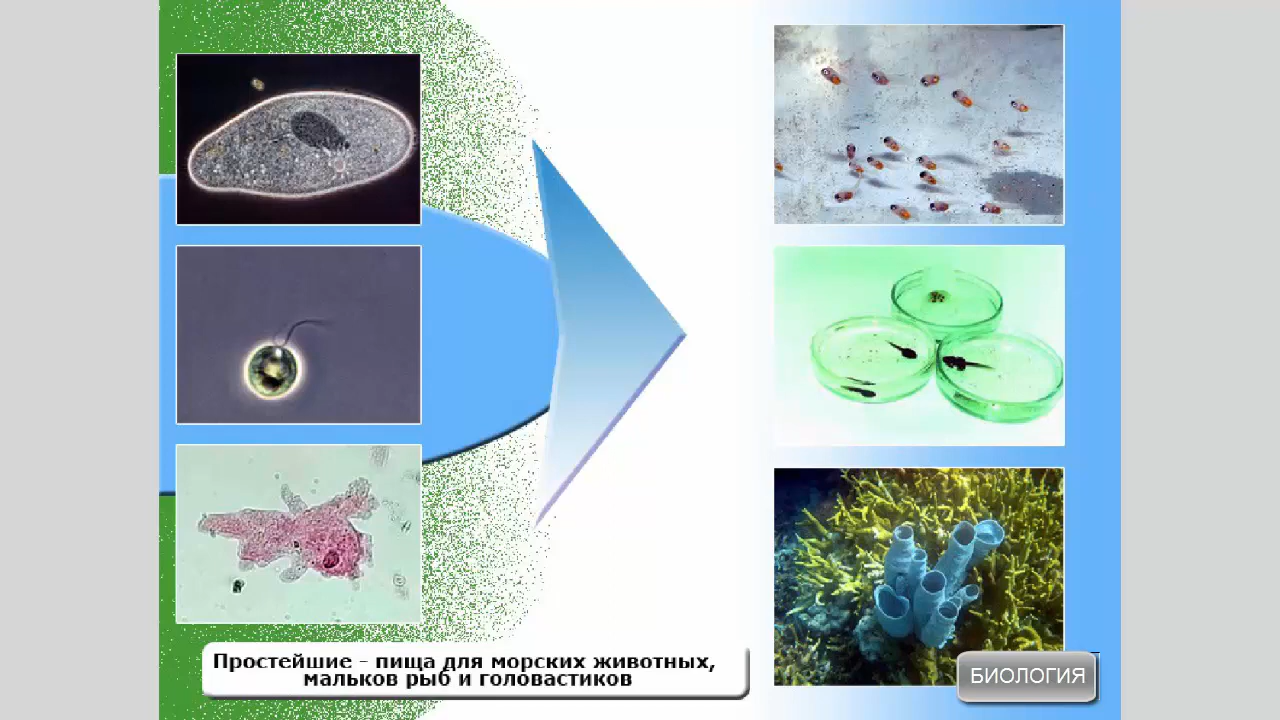 Простейшие - пища для морских животных,
мальков рыб и головастиков
БИОЛОГИЯ